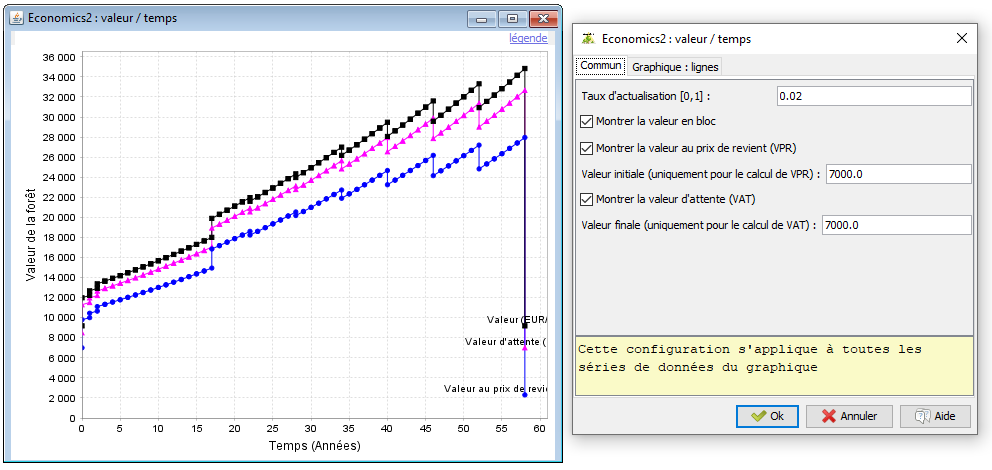 Economics2 : valeur / temps
légende
Valeur de la forêt
36 000
34 000
32 000
30 000
28 000
26 000
24 000
22 000
20 000
18 000
16 000
14 000
12 000
10 000
8 000
6 000
4 000
2 000
0
Valeur (EUR/
Valeur d'attente (
Valeur au prix de revie
0 5 10 15 20 25 30 35 40 45 50 55 60
Temps (Années)
Economics2 : valeur / temps
Commun Graphique : lignes
Taux d'actualisation [0,1] : 0.02
Montrer la valeur en bloc
Montrer la valeur au prix de revient (VPR)
Valeur initiale (uniquement pour le calcul de VPR) : 7000.0
Montrer la valeur d'attente (VAT)
Valeur finale (uniquement pour le calcul de VAT) : 7000.0
Cette configuration s'applique à toutes les
séries de données du graphique
Ok Annuler Aide